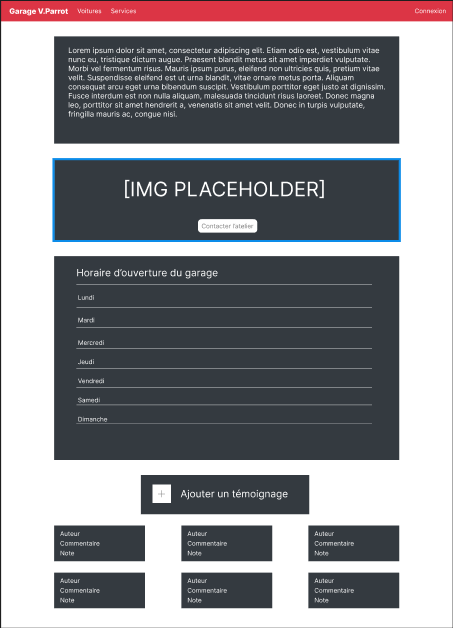 Garage V.Parrot Voitures Services Connexion
Lorem ipsum dolor sit amet, consectetur adipiscing elit. Etiam odio est, vestibulum vitae
nunc eu, tristique dictum augue. Praesent blandit metus sit amet imperdiet vulputate.
Morbi vel fermentum risus. Mauris ipsum purus, eleifend non ultricies quis, pretium vitae
velit. Suspendisse eleifend est ut urna blandit, vitae ornare metus porta. Aliquam
consequat arcu eget urna bibendum suscipit. Vestibulum porttitor eget justo at dignissim.
Fusce interdum est non nulla aliquam, malesuada tincidunt risus laoreet. Donec magna
leo, porttitor sit amet hendrerit a, venenatis sit amet velit. Donec in turpis vulputate,
fringilla mauris ac, congue nisi.
[IMG PLACEHOLDER]
Contacter l'atelier
Horaire d'ouverture du garage
Lundi
Mardi
Mercredi
Jeudi
Vendredi
Samedi
Dimanche
+ Ajouter un témoignage
Auteur
Commentaire
Note
Auteur
Commentaire
Note
Auteur
Commentaire
Note
Auteur
Commentaire
Note
Auteur
Commentaire
Note
Auteur
Commentaire
Note